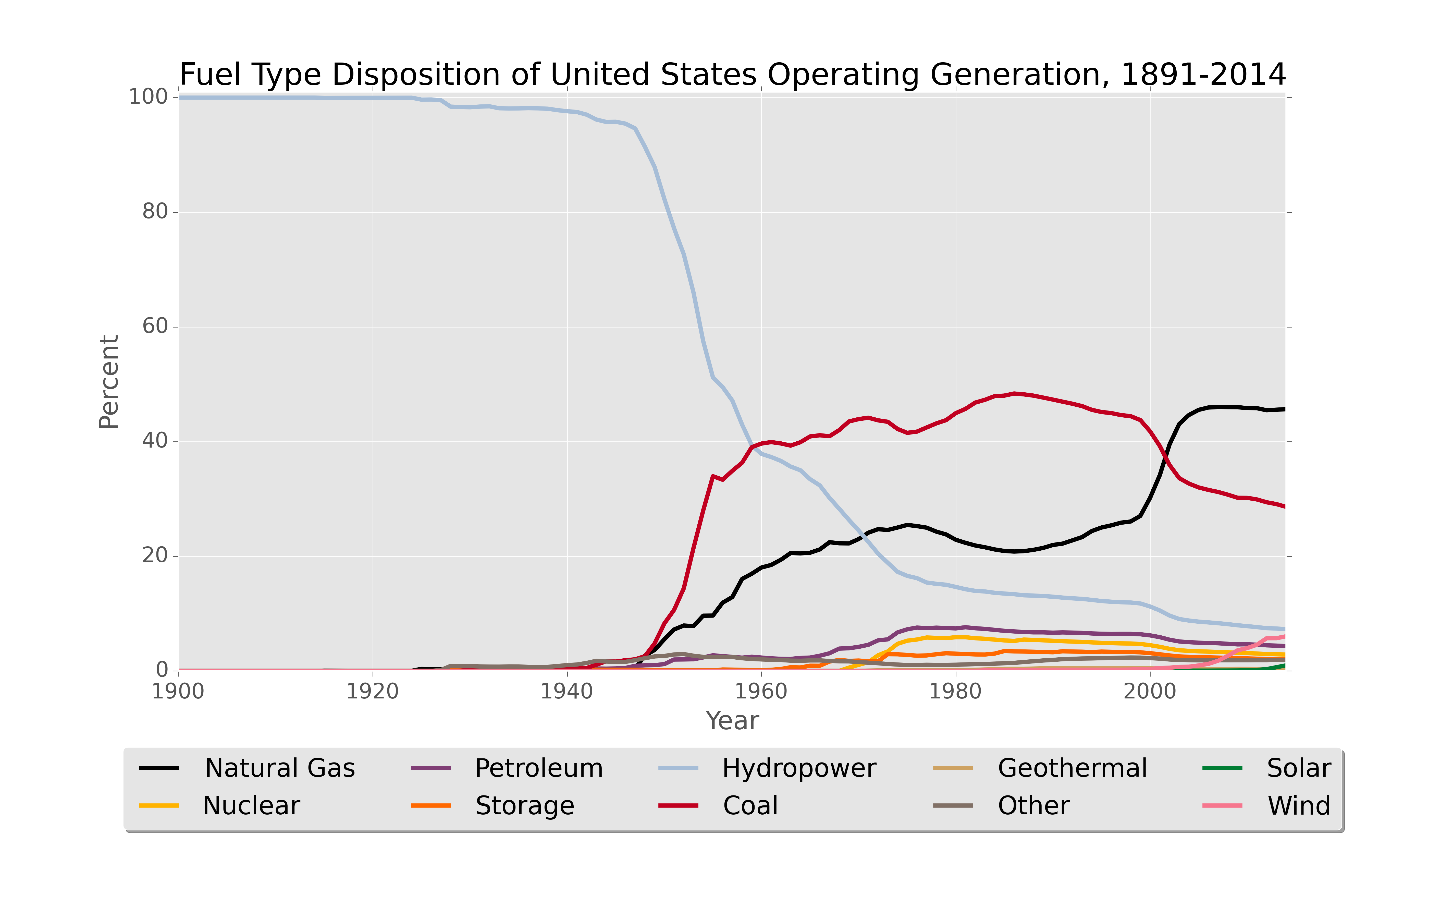 Fuel Type Disposition of United States Operating Generation, 1891-2014
100
80
60
40
20
0
Percent
1900 1920 1940 1960 1980 2000
Year
Natural Gas Petroleum Hydropower Geothermal Solar
Nuclear Storage Coal Other Wind